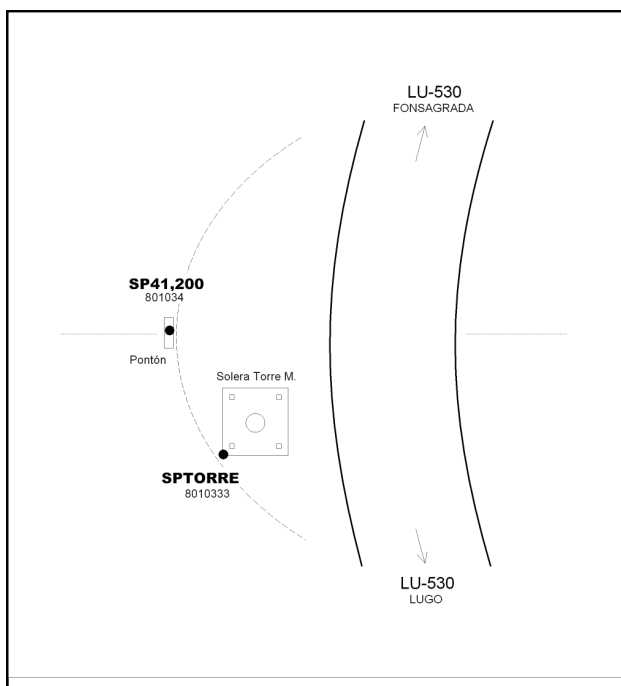 LU-530
FONSAGRADA
SP41,200
801034
Pontón
Solera Torre M.
SPTORRE
8010333
LU-530
LUGO